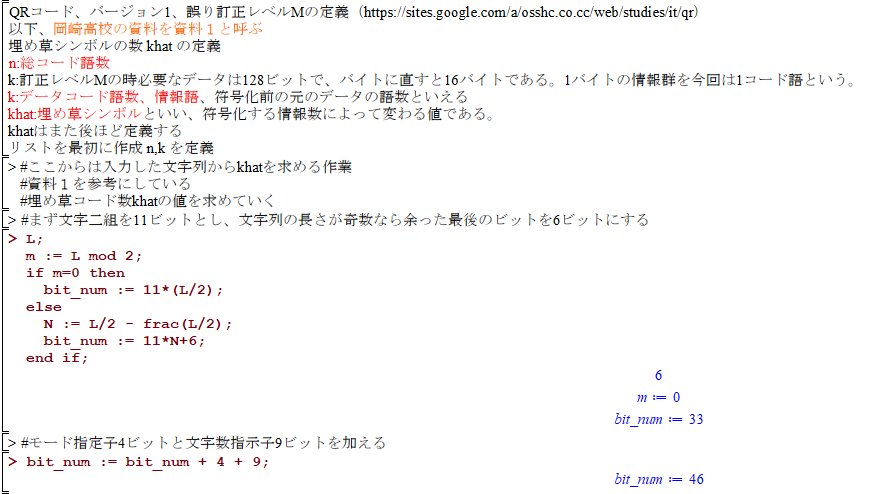 QRコード、バージョン1、誤り訂正レベルMの定義（https://sites.google.com/a/osshc.co.cc/web/studies/it/qr）
以下、岡崎高校の資料を資料１と呼ぶ
埋め草シンボルの数 khat の定義
n:総コード語数
k:訂正レベルMの時必要なデータは128ビットで、バイトに直すと16バイトである。1バイトの情報群を今回は1コード語という。
k:データコード語数、情報語、符号化前の元のデータの語数といえる
khat:埋め草シンボルといい、符号化する情報数によって変わる値である。
khatはまた後ほど定義する
リストを最初に作成 n,k を定義
> #ここからは入力した文字列からkhatを求める作業
#資料１を参考にしている
#埋め草コード数khatの値を求めていく
> #まず文字二組を11ビットとし、文字列の長さが奇数なら余った最後のビットを6ビットにする
> L;
m := L mod 2;
if m=0 then
bit_num := 11*(L/2);
else
N := L/2 - frac(L/2);
bit_num := 11*N+6;
end if;
6
m := 0
bit_num := 33
> #モード指定子4ビットと文字数指示子9ビットを加える
> bit_num := bit_num + 4 + 9;
bit_num := 46